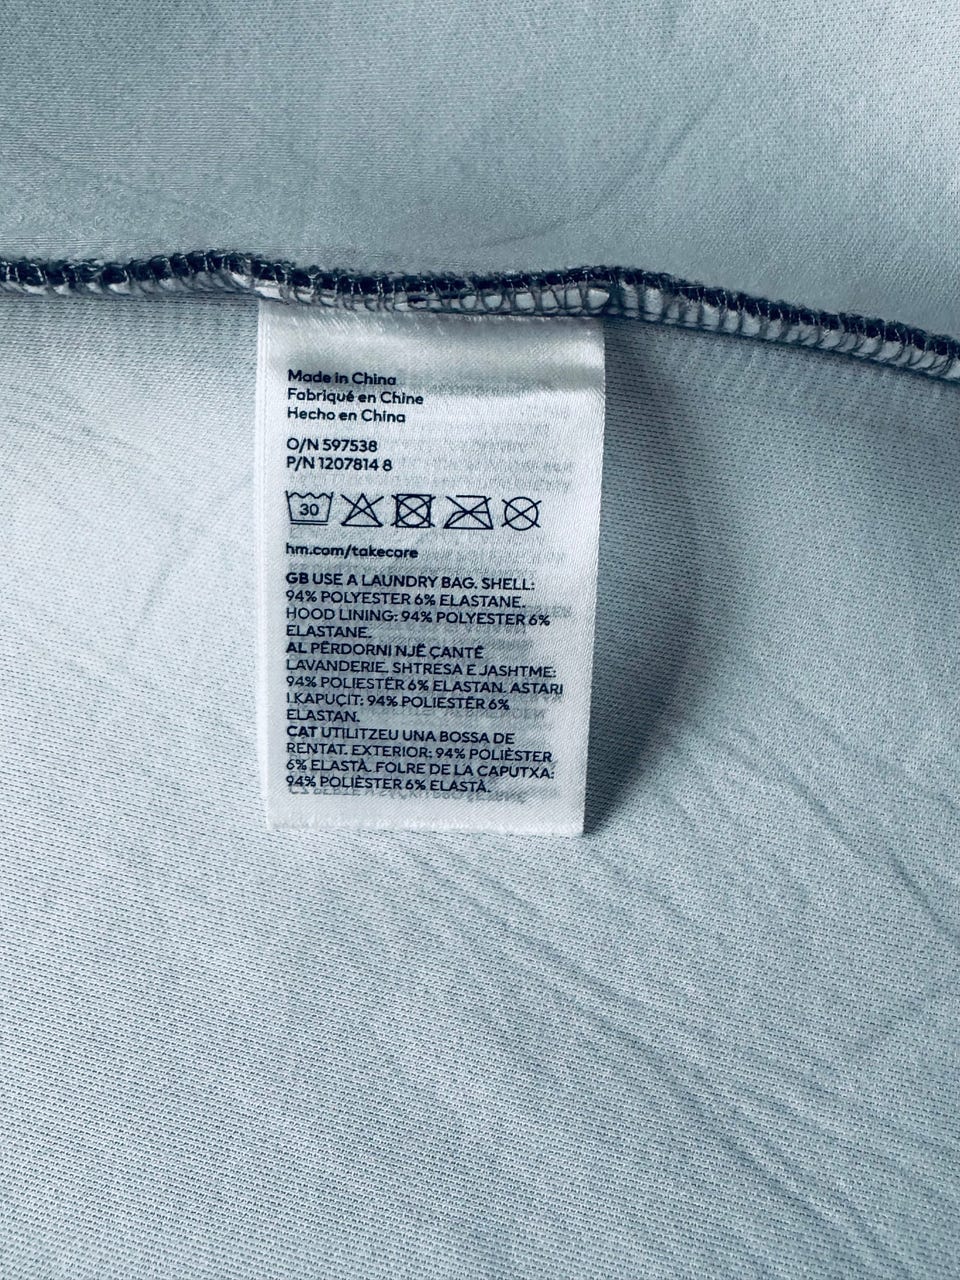 Made in China
Fabriqué en Chine
Hecho en China
O/N 597538
P/N 1207814 8
30
hm.com/takecare
GB USE A LAUNDRY BAG. SHELL:
94% POLYESTER 6% ELASTANE.
HOOD LINING: 94% POLYESTER 6%
ELASTANE.
AL PËRDORNI NJË ÇANTË
LAVANDERIE. SHTRESA E JASHTME:
94% POLIESTËR 6% ELASTAN. ASTARI
I KAPUÇIT: 94% POLIESTËR 6%
ELASTAN.
CAT UTILITZEU UNA BOSSA DE
RENTAT. EXTERIOR: 94% POLIÈSTER
6% ELASTÀ. FOLRE DE LA CAPUTXA:
94% POLIÈSTER 6% ELASTÀ.